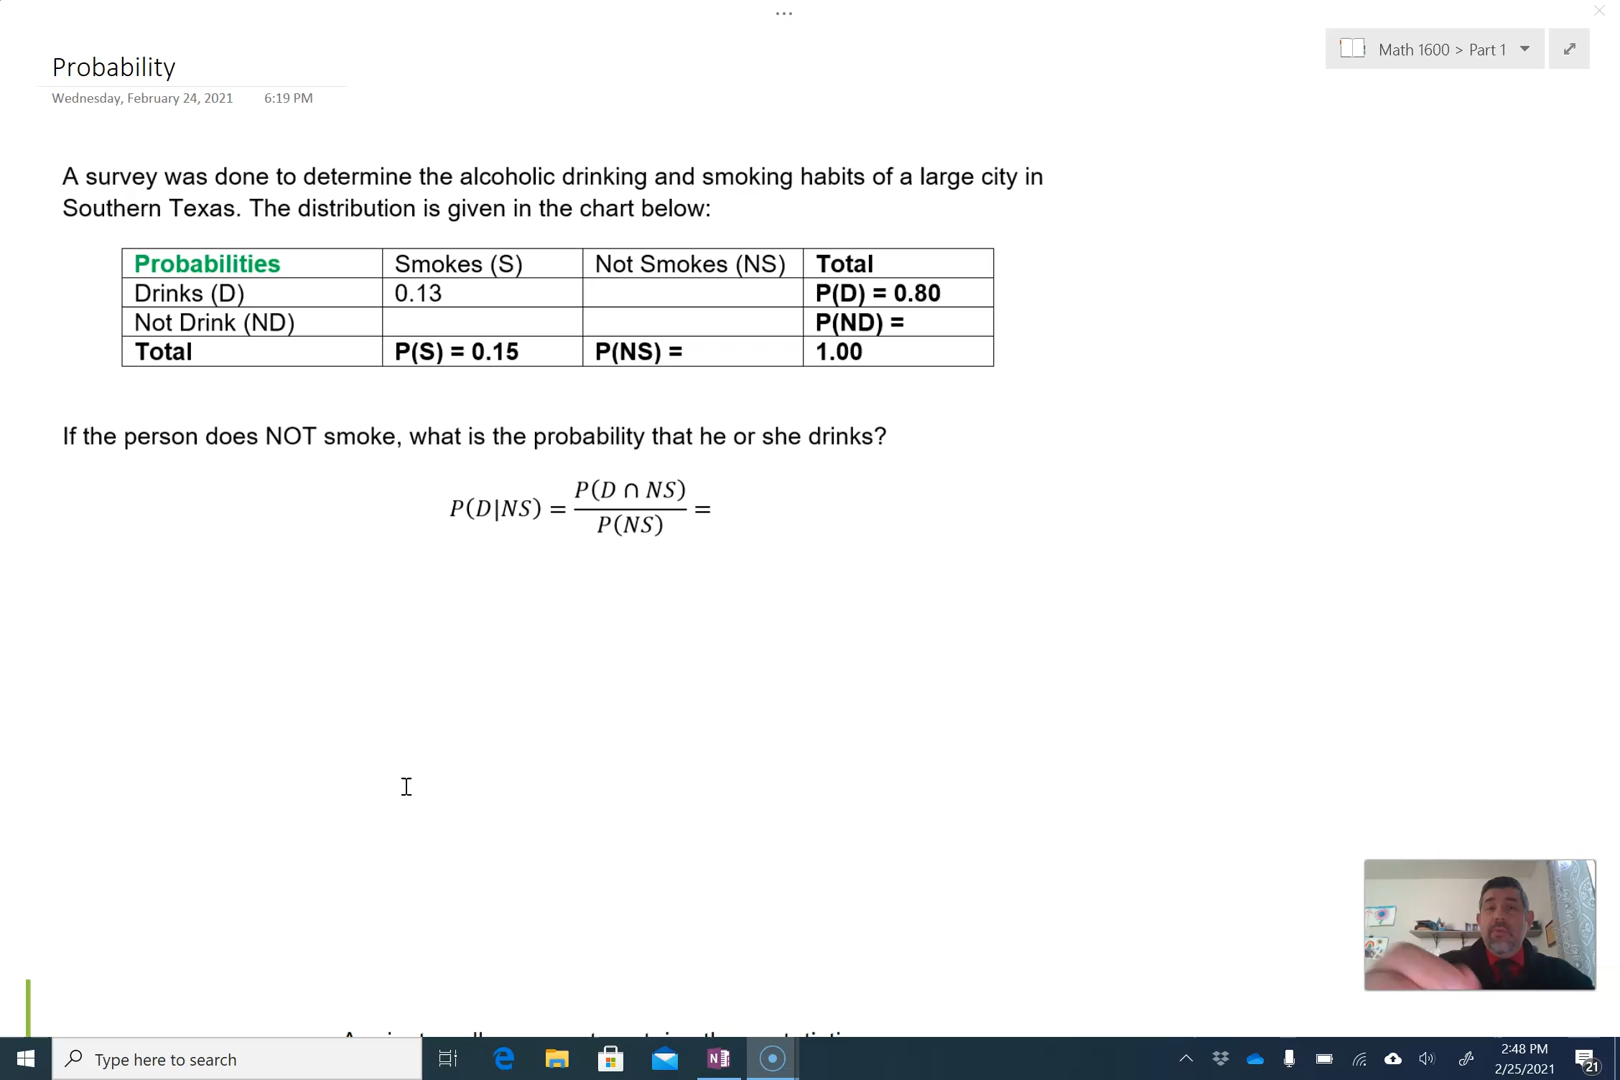 ...
Probability
Math 1600 > Part 1
Wednesday, February 24, 2021 6:19 PM
A survey was done to determine the alcoholic drinking and smoking habits of a large city in
Southern Texas. The distribution is given in the chart below:
Probabilities Smokes (S) Not Smokes (NS) Total
Drinks (D) 0.13 P(D) = 0.80
Not Drink (ND) P(ND) =
Total P(S) = 0.15 P(NS) = 1.00
If the person does NOT smoke, what is the probability that he or she drinks?
P(D|NS) = P(D ∩ NS) / P(NS) =
Type here to search
2:48 PM
2/25/2021
21